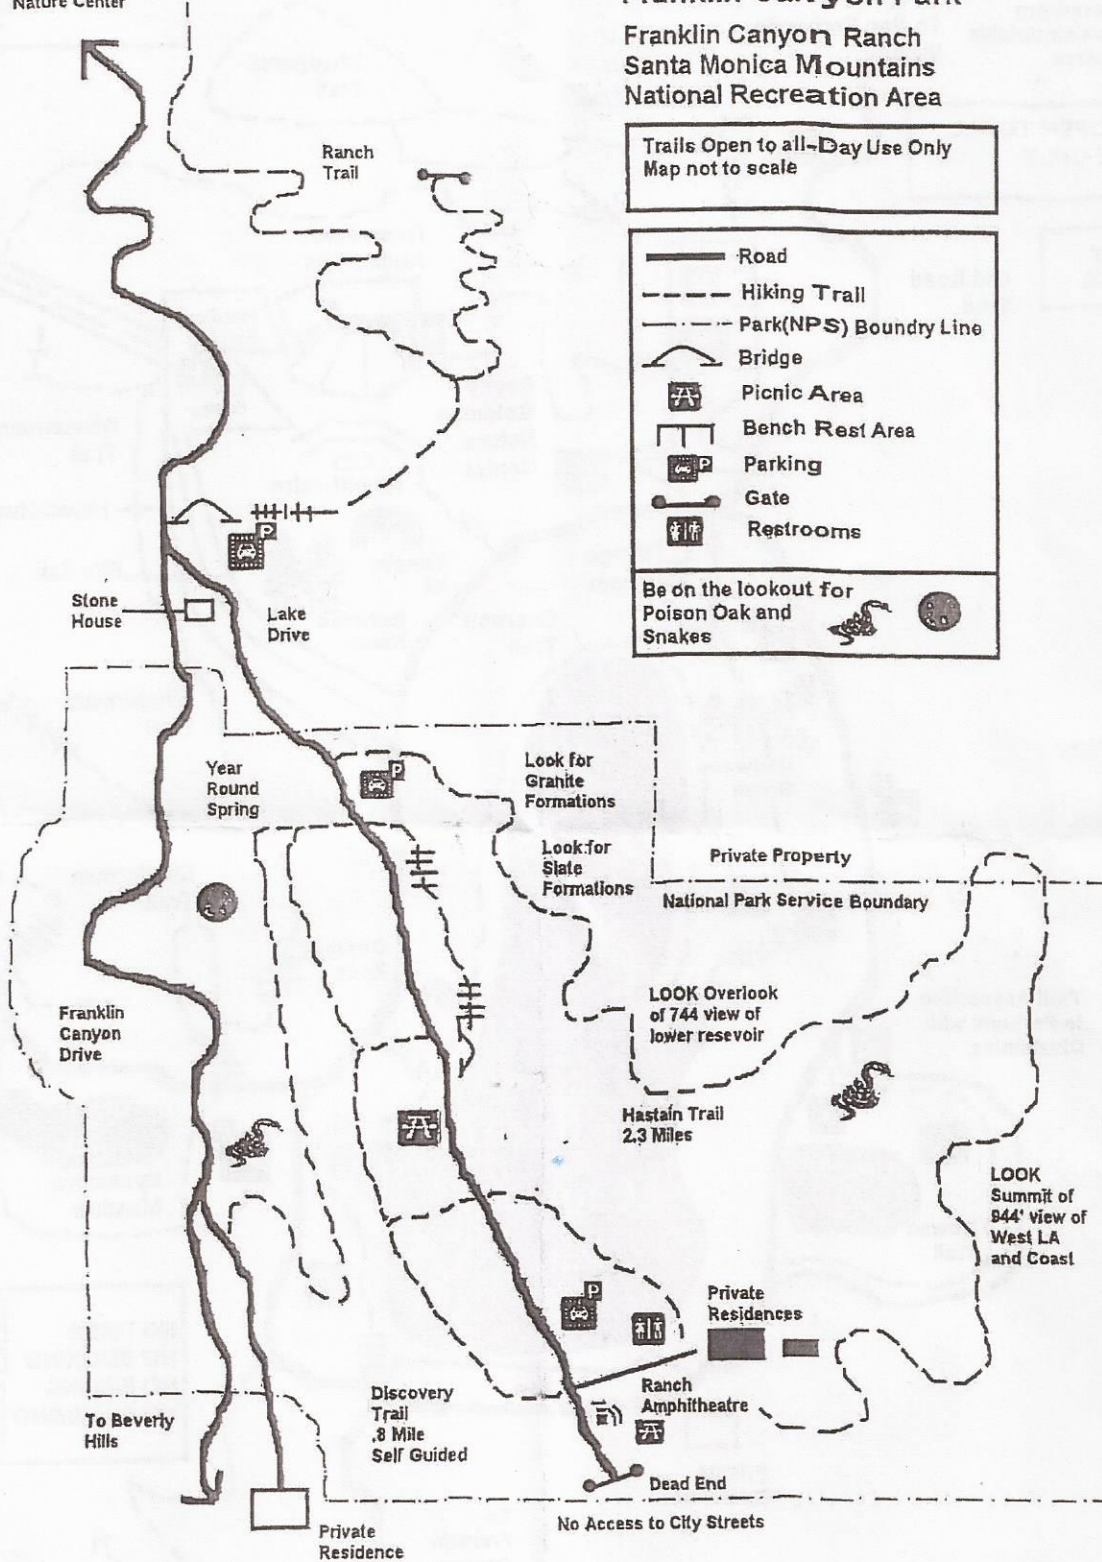 Nature Center
Franklin Canyon Park
Franklin Canyon Ranch
Santa Monica Mountains
National Recreation Area
Trails Open to all-Day Use Only
Map not to scale
Road
Hiking Trail
Park(NPS) Boundry Line
Bridge
Picnic Area
Bench Rest Area
P Parking
Gate
Restrooms
Be on the lookout for
Poison Oak and
Snakes
Ranch
Trail
P
Stone
House
Lake
Drive
Year
Round
Spring
P
Look for
Granite
Formations
Look for
Slate
Formations
Private Property
National Park Service Boundary
LOOK Overlook
of 744 view of
lower resevoir
Franklin
Canyon
Drive
Hastain Trail
2.3 Miles
LOOK
Summit of
944' view of
West LA
and Coast
P
Private
Residences
Ranch
Amphitheatre
Discovery
Trail
.8 Mile
Self Guided
To Beverly
Hills
Dead End
No Access to City Streets
Private
Residence